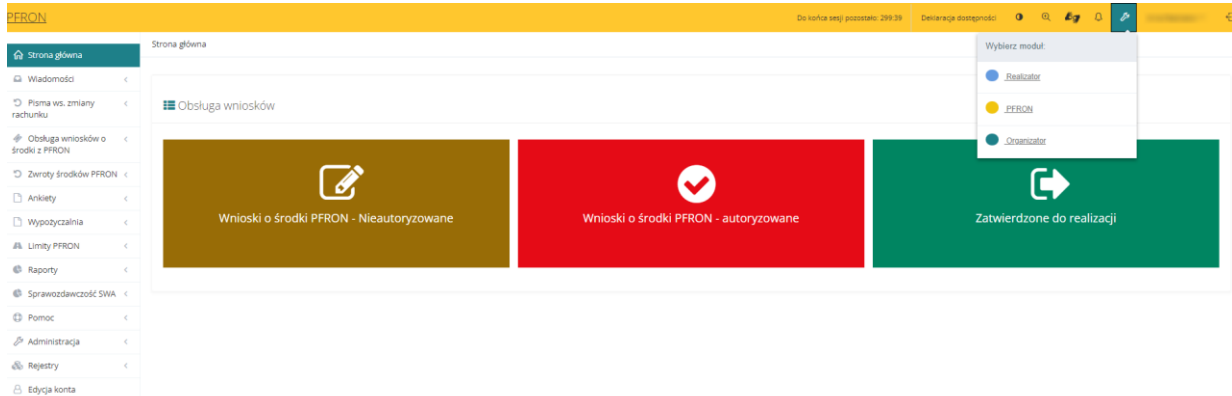 PFRON
Do końca sesji pozostało: 299:39
Deklaracja dostępności
Strona główna
Wiadomości
Pisma ws. zmiany
rachunku
Obsługa wniosków o
środki z PFRON
Zwroty środków PFRON
Ankiety
Wypożyczalnia
Limity PFRON
Raporty
Sprawozdawczość SWA
Pomoc
Administracja
Rejestry
Edycja konta
Strona główna
Obsługa wniosków
Wnioski o środki PFRON - Nieautoryzowane
Wnioski o środki PFRON - autoryzowane
Zatwierdzone do realizacji
Wybierz moduł:
Realizator
PFRON
Organizator